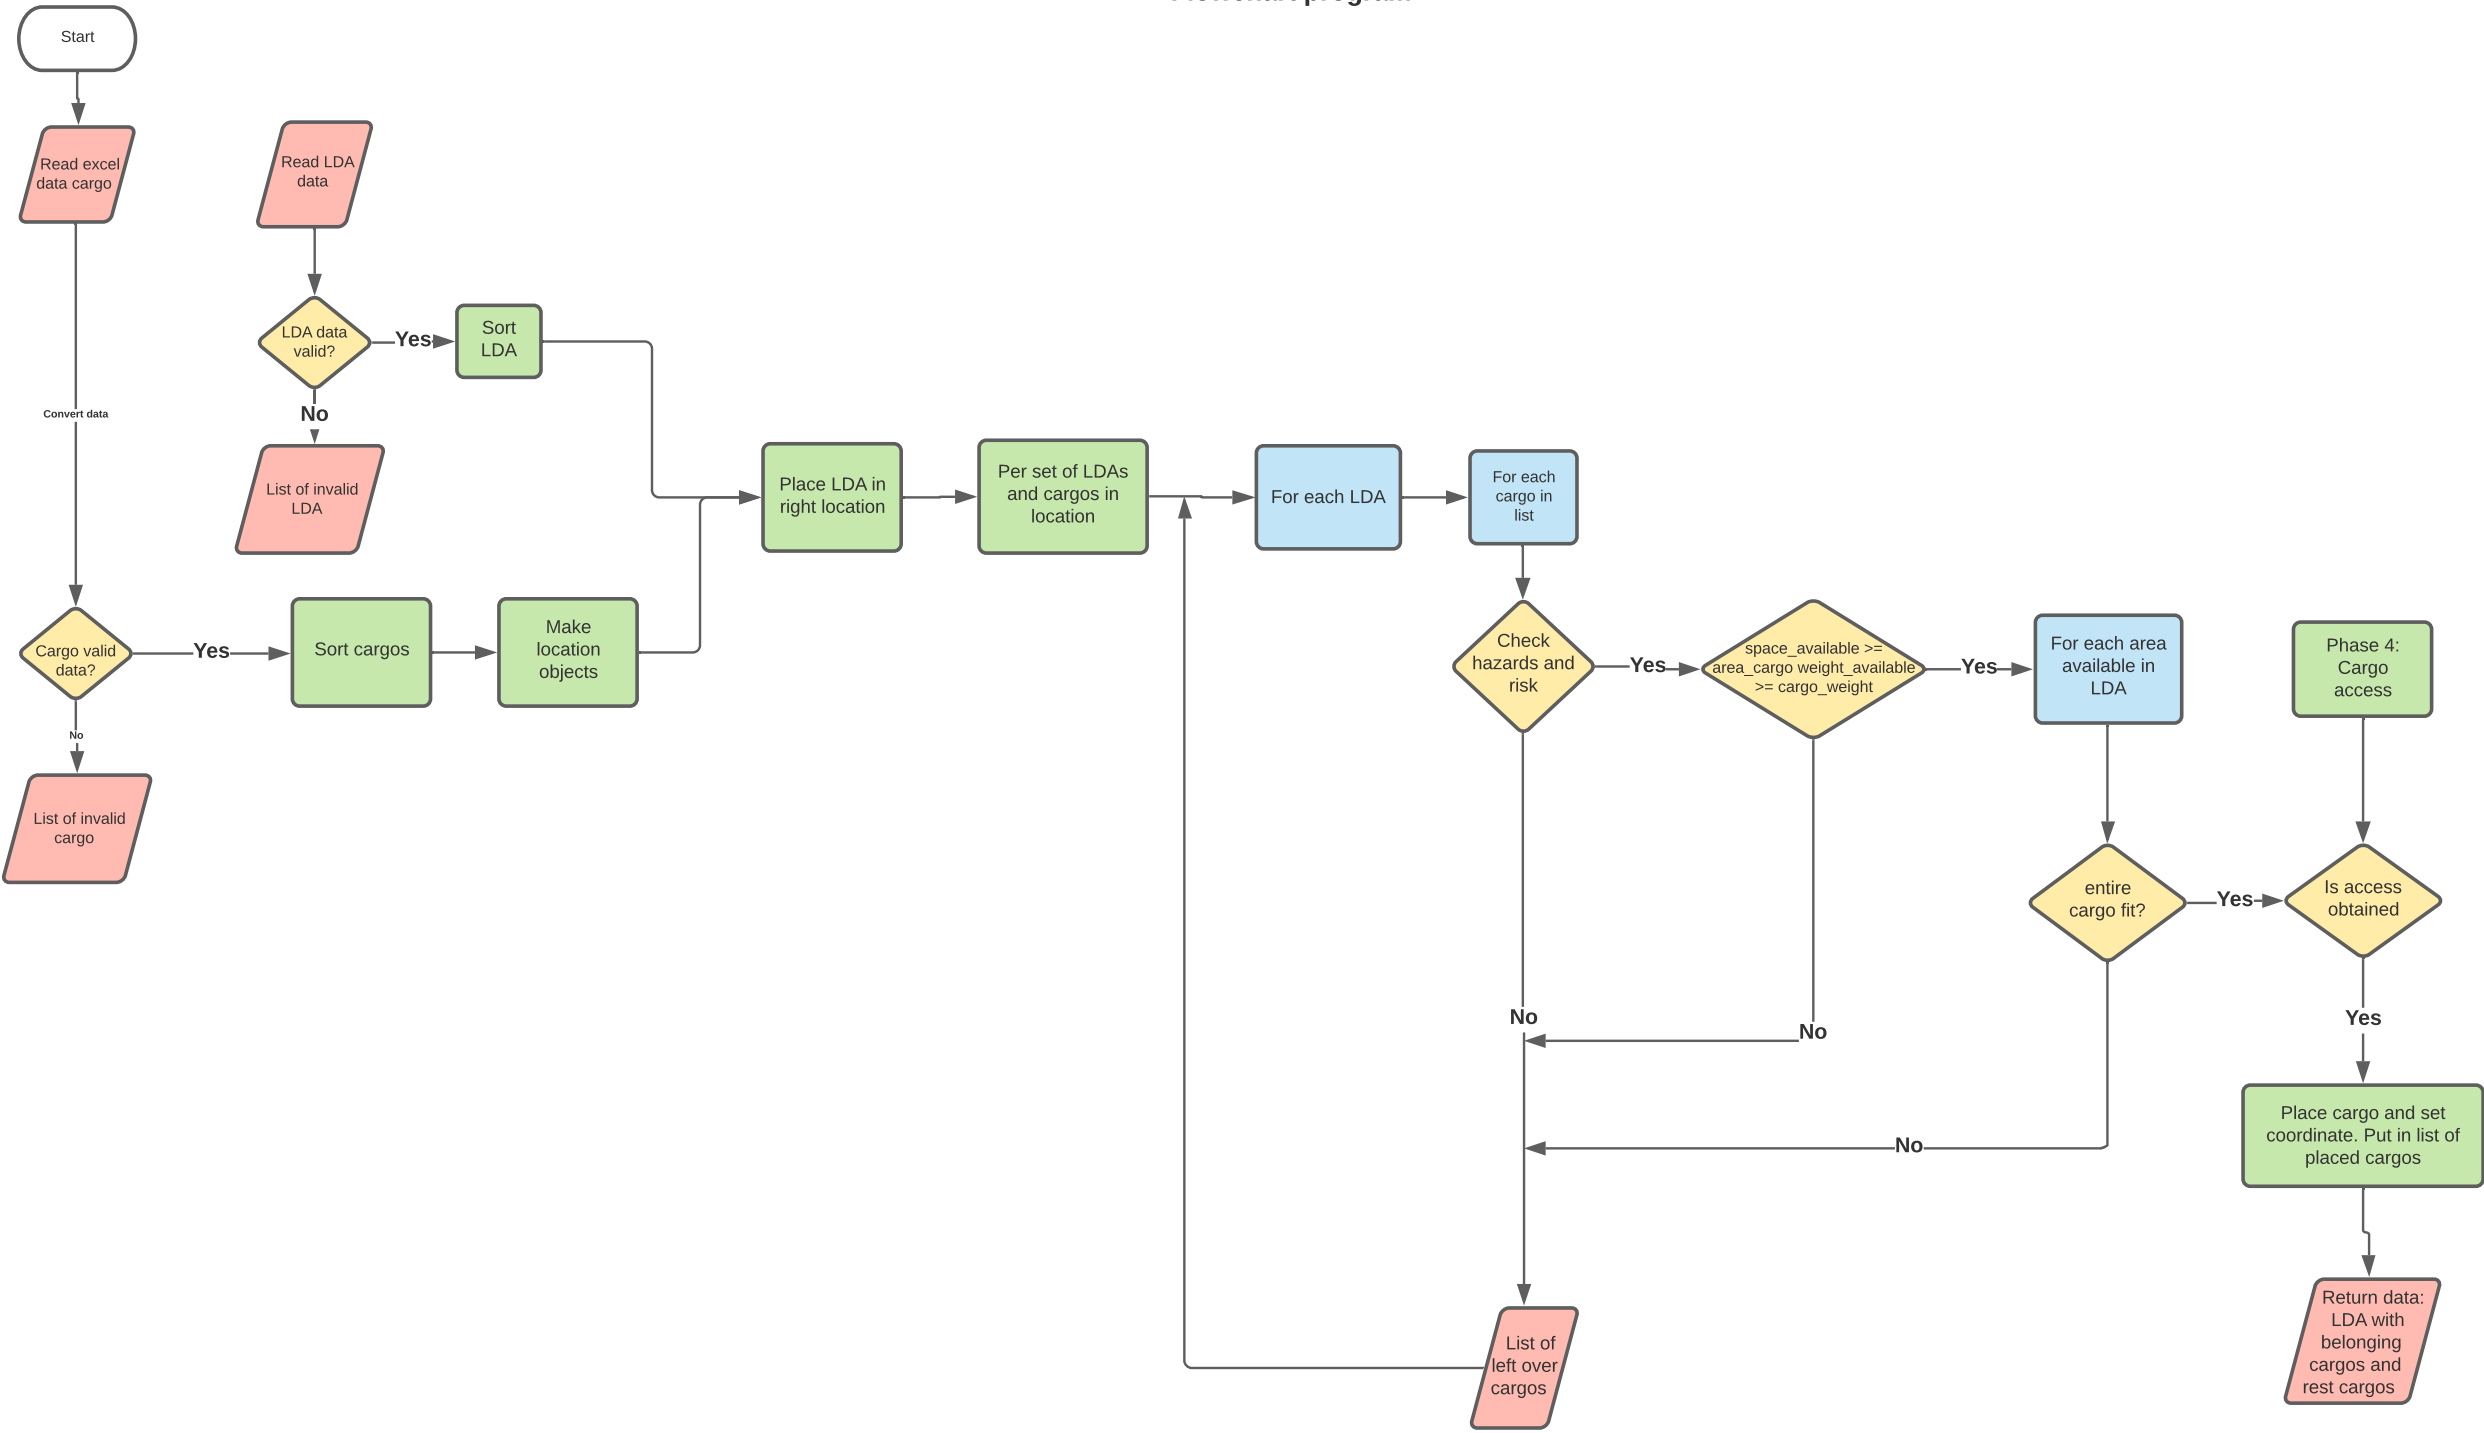 Flowchart program
Start
Read excel
data cargo
Convert data
Cargo valid
data?
No
List of invalid
cargo
Read LDA
data
LDA data
valid?
Yes
Sort
LDA
No
List of invalid
LDA
Yes
Sort cargos
Make
location
objects
Place LDA in
right location
Per set of LDAs
and cargos in
location
For each LDA
For each
cargo in
list
Check
hazards and
risk
Yes
space_available >=
area_cargo weight_available
>= cargo_weight
Yes
For each area
available in
LDA
Phase 4:
Cargo
access
entire
cargo fit?
Yes
Is access
obtained
No
No
Yes
No
Place cargo and set
coordinate. Put in list of
placed cargos
List of
left over
cargos
Return data:
LDA with
belonging
cargos and
rest cargos